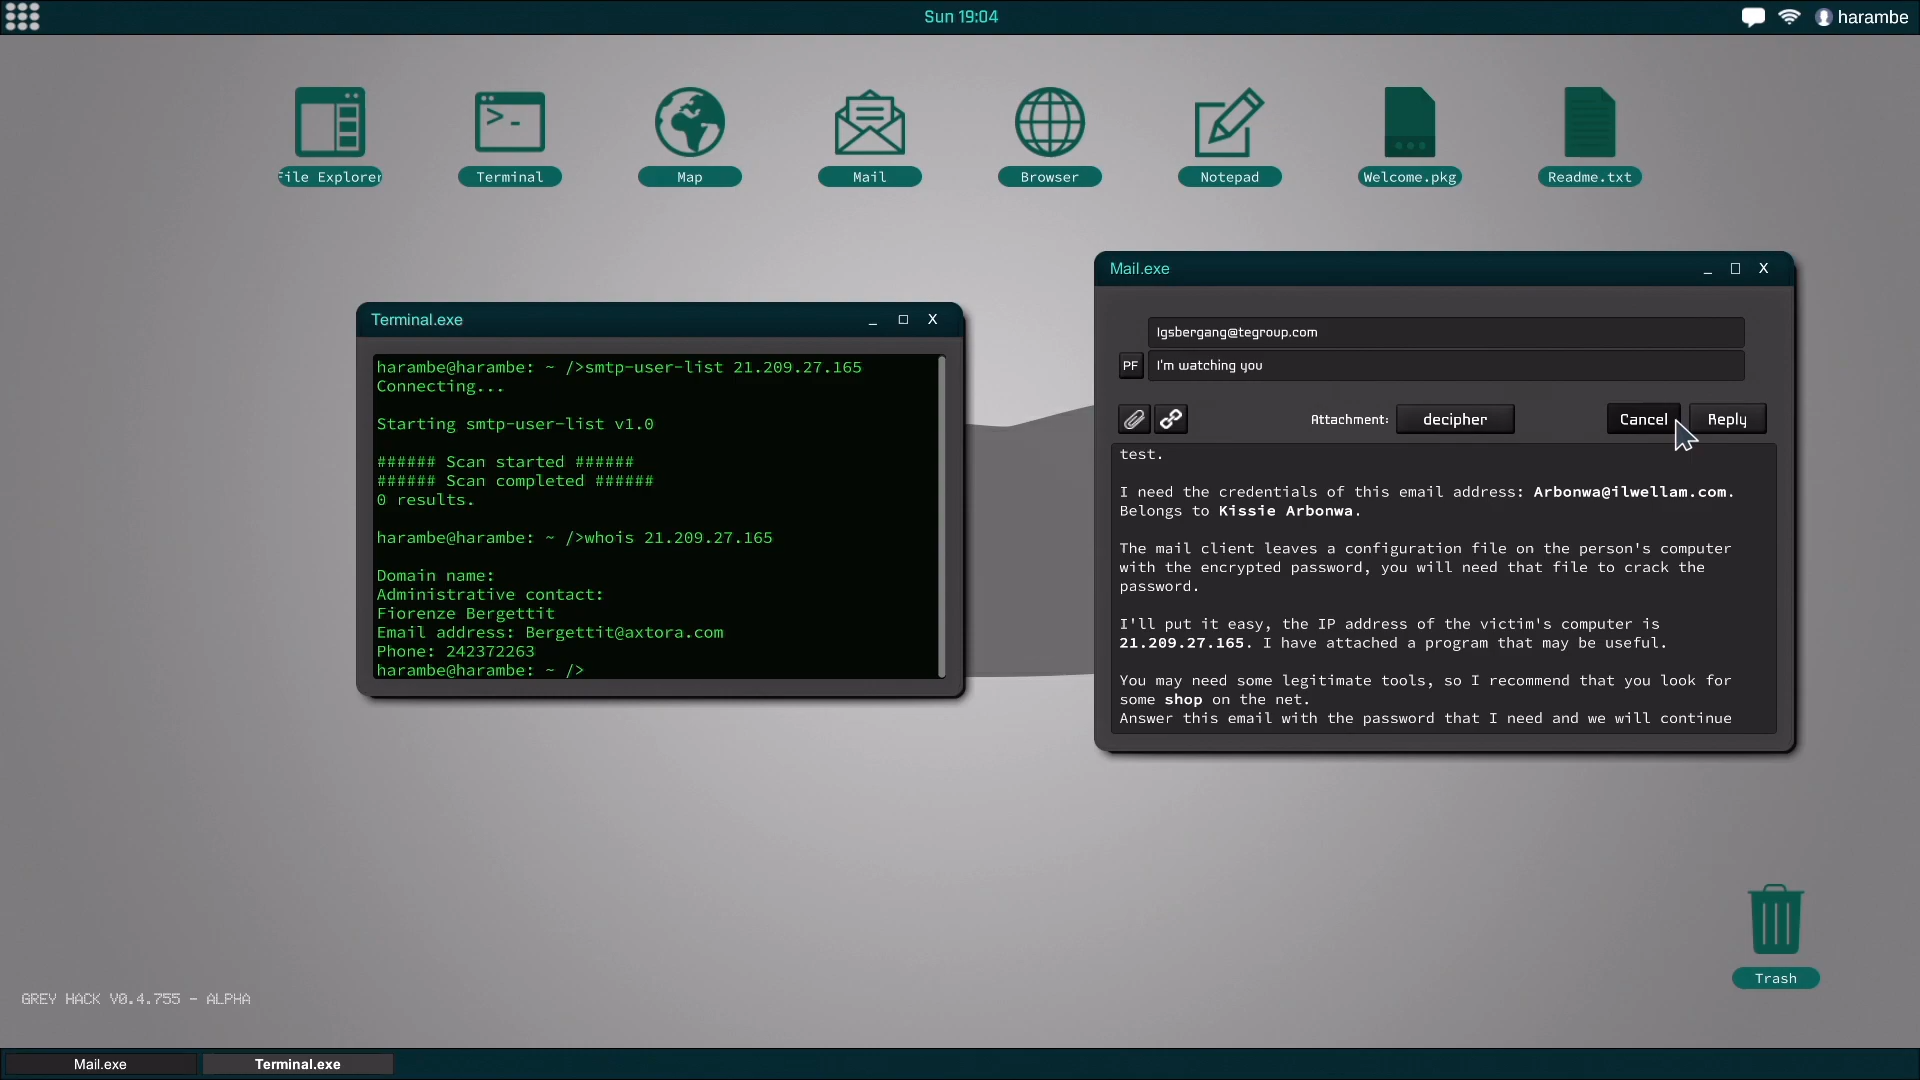 Sun 19:04
harambe
File Explorer
Terminal
Map
Mail
Browser
Notepad
Welcome.pkg
Readme.txt
Terminal.exe
_ □ X
harambe@harambe: ~ />smtp-user-list 21.209.27.165
Connecting...
Starting smtp-user-list v1.0
###### Scan started ######
###### Scan completed ######
0 results.
harambe@harambe: ~ />whois 21.209.27.165
Domain name:
Administrative contact:
Fiorenze Bergettit
Email address: Bergettit@axtora.com
Phone: 242372263
harambe@harambe: ~ />
Mail.exe
_ □ X
lgsbergang@tegroup.com
PF
I'm watching you
Attachment:
decipher
Cancel
Reply
test.
I need the credentials of this email address: Arbonwa@ilwellam.com.
Belongs to Kissie Arbonwa.
The mail client leaves a configuration file on the person's computer
with the encrypted password, you will need that file to crack the
password.
I'll put it easy, the IP address of the victim's computer is
21.209.27.165. I have attached a program that may be useful.
You may need some legitimate tools, so I recommend that you look for
some shop on the net.
Answer this email with the password that I need and we will continue
Trash
GREY HACK V0.4.755 - ALPHA
Mail.exe
Terminal.exe